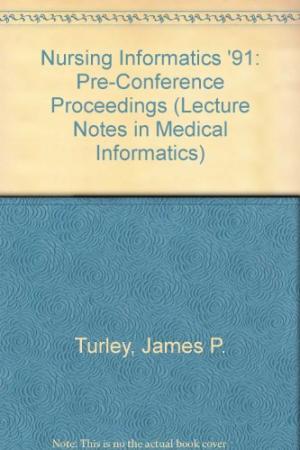 Nursing Informatics '91:
Pre-Conference
Proceedings (Lecture
Notes in Medical
Informatics)
Turley, James P.
Note: This is no the actual book cover